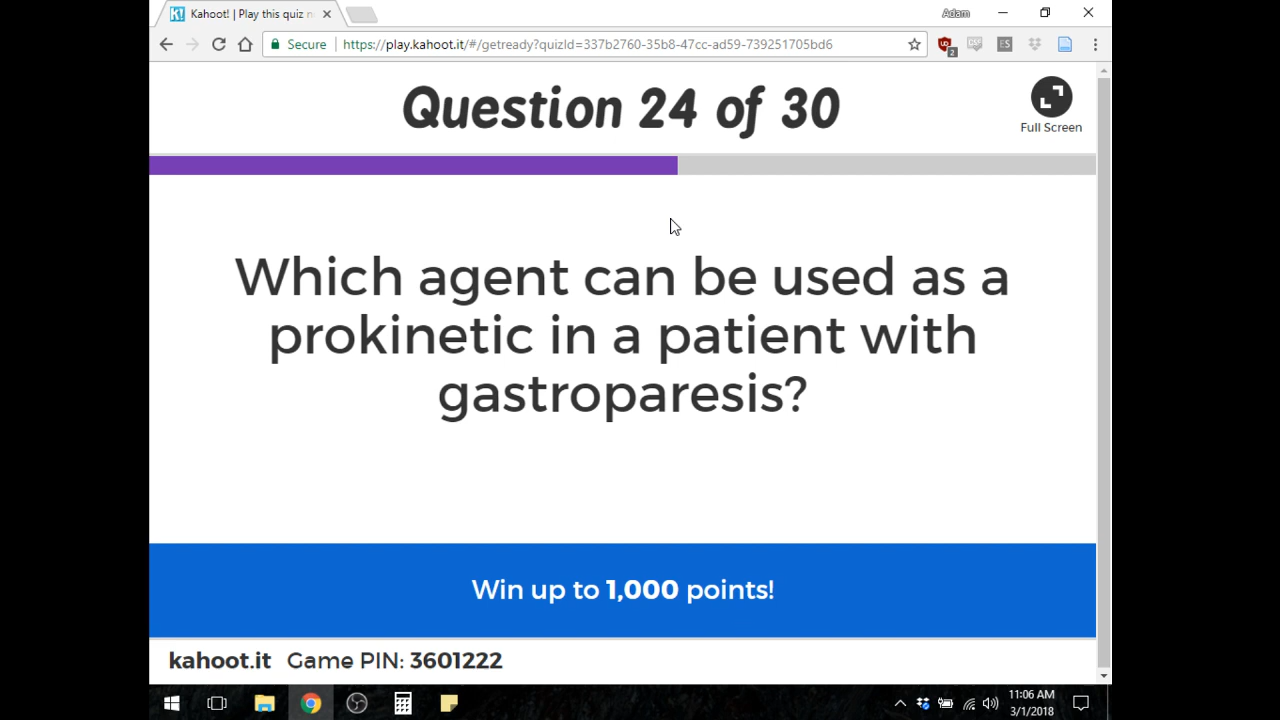 Kahoot! | Play this quiz n
Adam
Secure
https://play.kahoot.it/#/getready?quizId=337b2760-35b8-47cc-ad59-739251705bd6
2
Question 24 of 30
Full Screen
Which agent can be used as a
prokinetic in a patient with
gastroparesis?
Win up to 1,000 points!
kahoot.it Game PIN: 3601222
11:06 AM
3/1/2018